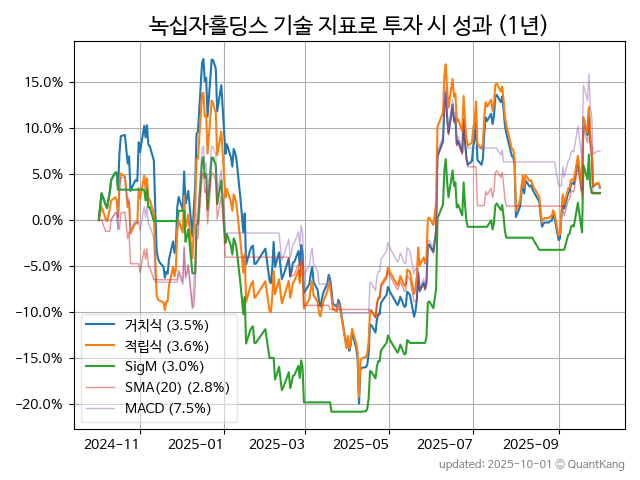 녹십자홀딩스 기술 지표로 투자 시 성과 (1년)
15.0%
10.0%
5.0%
0.0%
−5.0%
−10.0%
−15.0%
−20.0%
거치식 (3.5%)
적립식 (3.6%)
SigM (3.0%)
SMA(20) (2.8%)
MACD (7.5%)
2024-11
2025-01
2025-03
2025-05
2025-07
2025-09
updated: 2025-10-01 © QuantKang